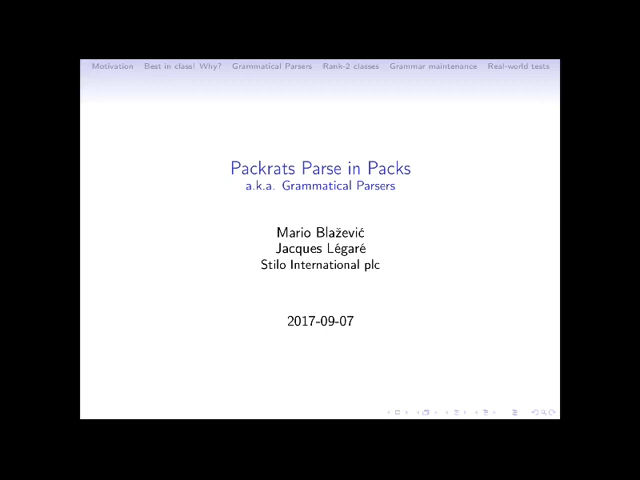 Motivation Best in class! Why? Grammatical Parsers Rank-2 classes Grammar maintenance Real-world tests
Packrats Parse in Packs
a.k.a. Grammatical Parsers
Mario Blažević
Jacques Légaré
Stilo International plc
2017-09-07